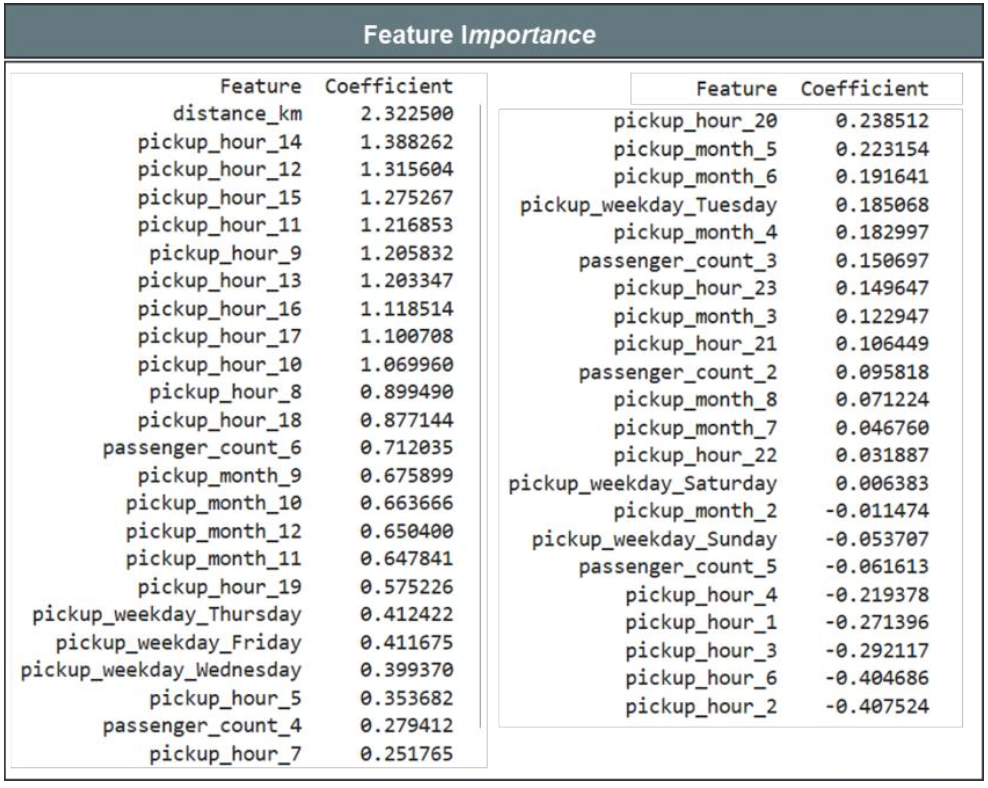 Feature Importance
Feature Coefficient
distance_km 2.322500
pickup_hour_14 1.388262
pickup_hour_12 1.315604
pickup_hour_15 1.275267
pickup_hour_11 1.216853
pickup_hour_9 1.205832
pickup_hour_13 1.203347
pickup_hour_16 1.118514
pickup_hour_17 1.100708
pickup_hour_10 1.069960
pickup_hour_8 0.899490
pickup_hour_18 0.877144
passenger_count_6 0.712035
pickup_month_9 0.675899
pickup_month_10 0.663666
pickup_month_12 0.650400
pickup_month_11 0.647841
pickup_hour_19 0.575226
pickup_weekday_Thursday 0.412422
pickup_weekday_Friday 0.411675
pickup_weekday_Wednesday 0.399370
pickup_hour_5 0.353682
passenger_count_4 0.279412
pickup_hour_7 0.251765
Feature Coefficient
pickup_hour_20 0.238512
pickup_month_5 0.223154
pickup_month_6 0.191641
pickup_weekday_Tuesday 0.185068
pickup_month_4 0.182997
passenger_count_3 0.150697
pickup_hour_23 0.149647
pickup_month_3 0.122947
pickup_hour_21 0.106449
passenger_count_2 0.095818
pickup_month_8 0.071224
pickup_month_7 0.046760
pickup_hour_22 0.031887
pickup_weekday_Saturday 0.006383
pickup_month_2 -0.011474
pickup_weekday_Sunday -0.053707
passenger_count_5 -0.061613
pickup_hour_4 -0.219378
pickup_hour_1 -0.271396
pickup_hour_3 -0.292117
pickup_hour_6 -0.404686
pickup_hour_2 -0.407524